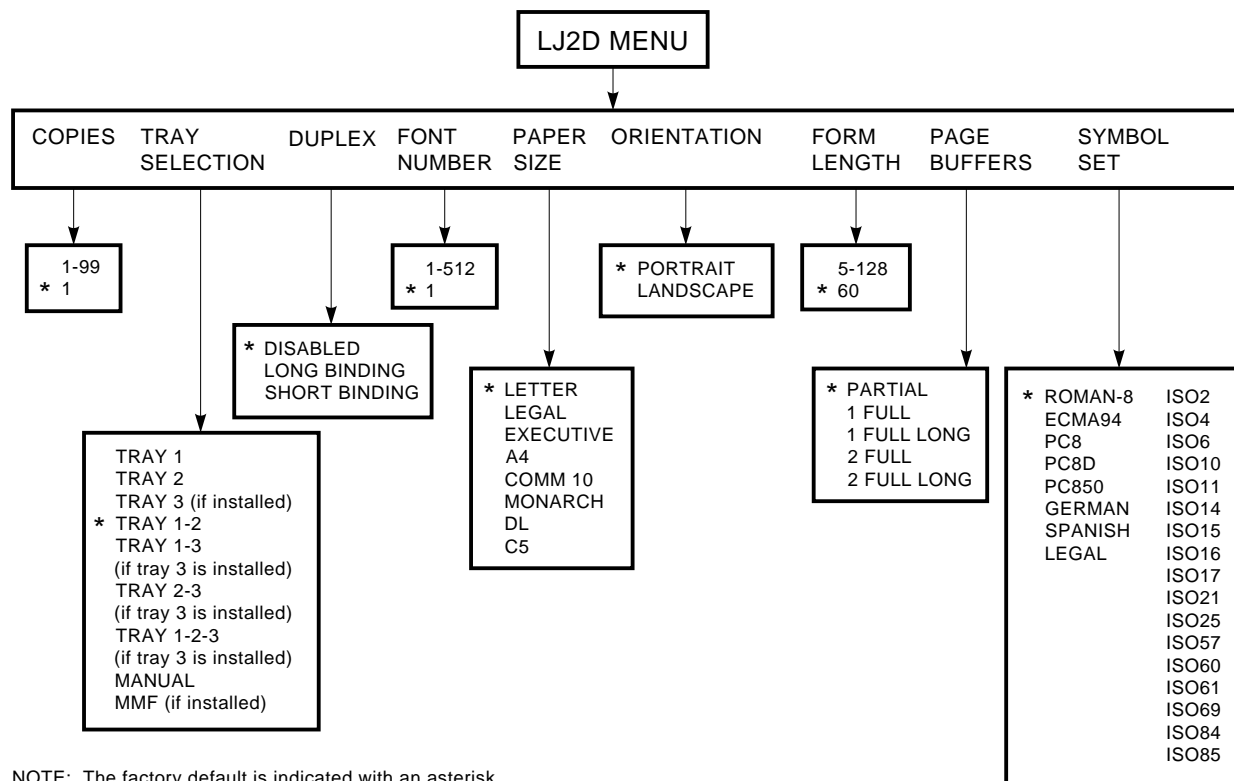 LJ2D MENU
COPIES
TRAY
SELECTION
DUPLEX
FONT
NUMBER
PAPER
SIZE
ORIENTATION
FORM
LENGTH
PAGE
BUFFERS
SYMBOL
SET
1-99
* 1
TRAY 1
TRAY 2
TRAY 3 (if installed)
* TRAY 1-2
TRAY 1-3
(if tray 3 is installed)
TRAY 2-3
(if tray 3 is installed)
TRAY 1-2-3
(if tray 3 is installed)
MANUAL
MMF (if installed)
* DISABLED
LONG BINDING
SHORT BINDING
1-512
* 1
* LETTER
LEGAL
EXECUTIVE
A4
COMM 10
MONARCH
DL
C5
* PORTRAIT
LANDSCAPE
5-128
* 60
* PARTIAL
1 FULL
1 FULL LONG
2 FULL
2 FULL LONG
* ROMAN-8
ECMA94
PC8
PC8D
PC850
GERMAN
SPANISH
LEGAL
ISO2
ISO4
ISO6
ISO10
ISO11
ISO14
ISO15
ISO16
ISO17
ISO21
ISO25
ISO57
ISO60
ISO61
ISO69
ISO84
ISO85
NOTE: The factory default is indicated with an asterisk